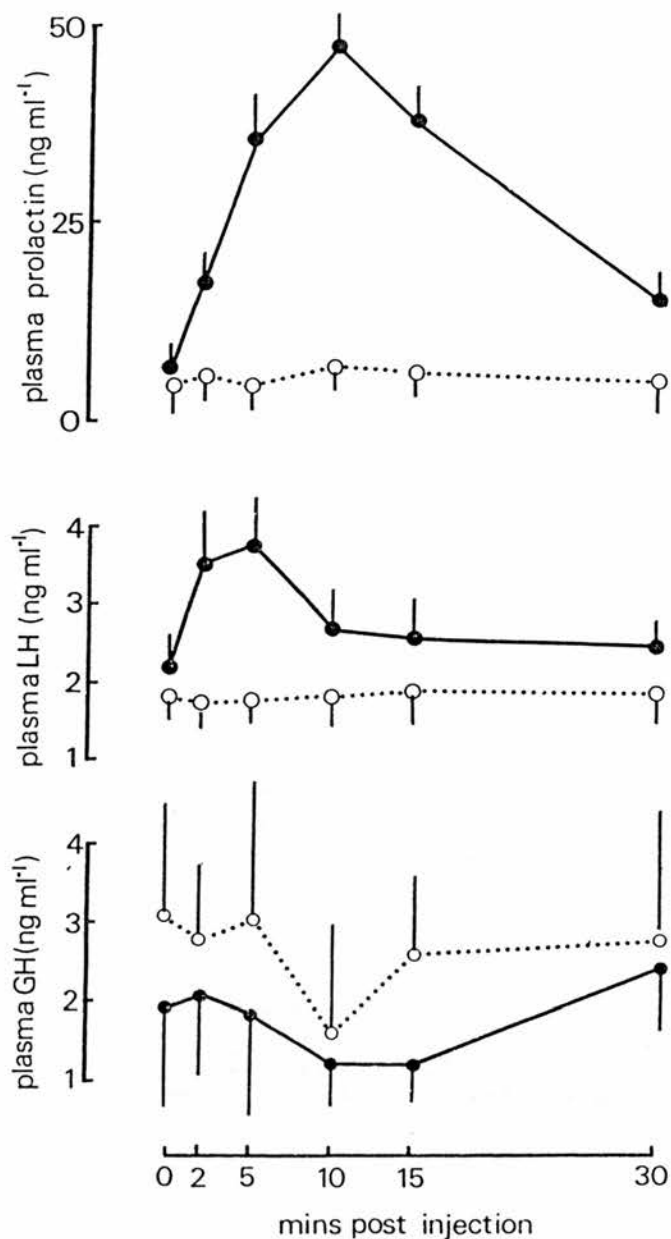 50
25
0
plasma prolactin (ng ml⁻¹)
4
3
2
1
plasma LH (ng ml⁻¹)
4
3
2
1
plasma GH (ng ml⁻¹)
0 2 5 10 15 30
mins post injection